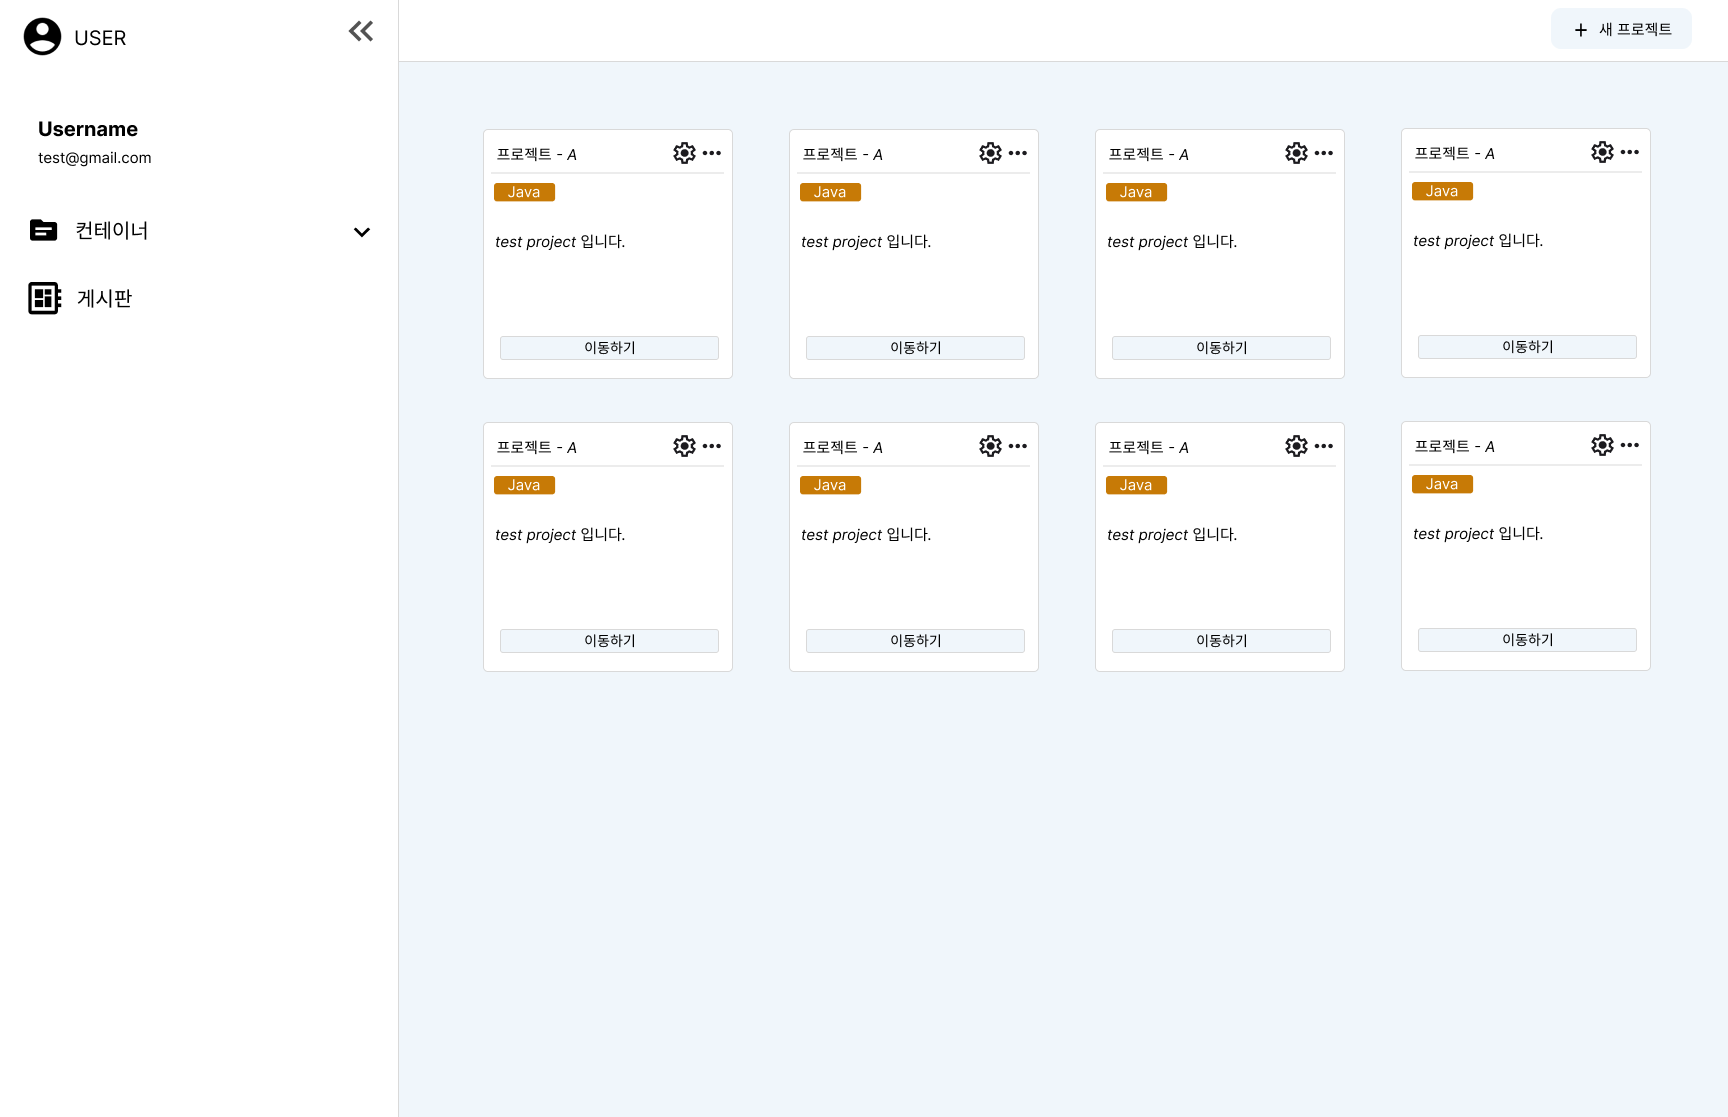 USER
Username
test@gmail.com
컨테이너
게시판
+ 새 프로젝트
프로젝트 - A
Java
test project 입니다.
이동하기
프로젝트 - A
Java
test project 입니다.
이동하기
프로젝트 - A
Java
test project 입니다.
이동하기
프로젝트 - A
Java
test project 입니다.
이동하기
프로젝트 - A
Java
test project 입니다.
이동하기
프로젝트 - A
Java
test project 입니다.
이동하기
프로젝트 - A
Java
test project 입니다.
이동하기
프로젝트 - A
Java
test project 입니다.
이동하기